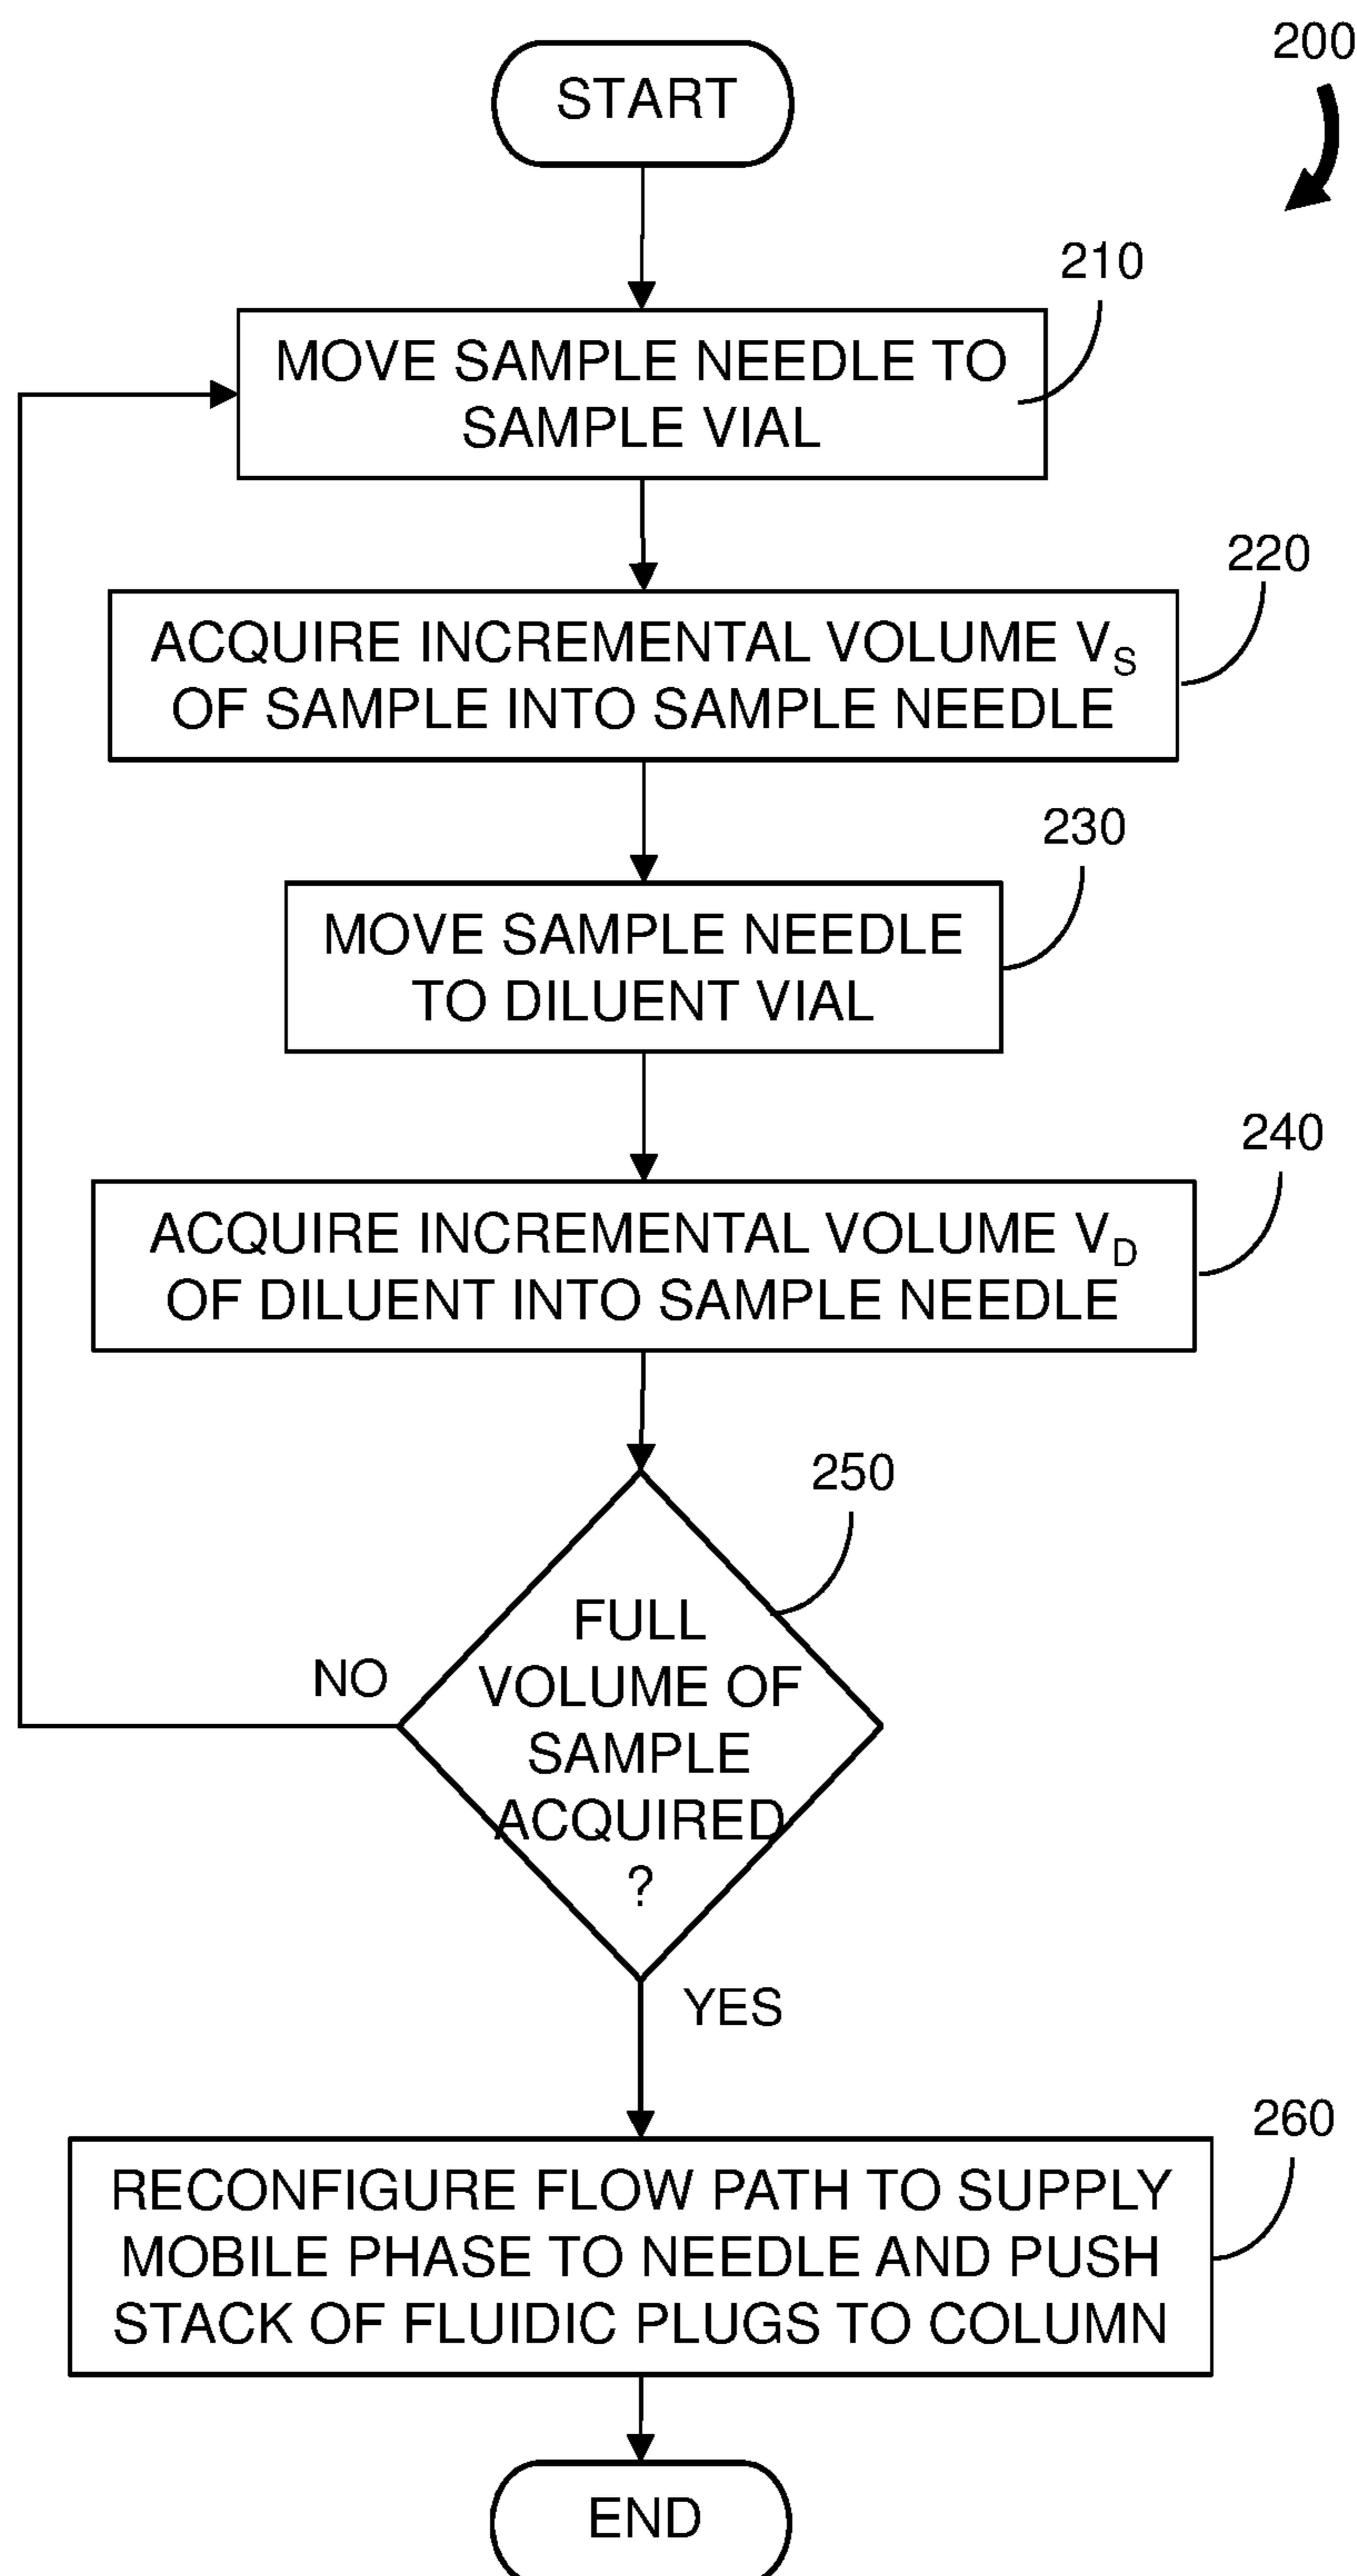 200
START
210
MOVE SAMPLE NEEDLE TO
SAMPLE VIAL
220
ACQUIRE INCREMENTAL VOLUME VS
OF SAMPLE INTO SAMPLE NEEDLE
230
MOVE SAMPLE NEEDLE
TO DILUENT VIAL
240
ACQUIRE INCREMENTAL VOLUME VD
OF DILUENT INTO SAMPLE NEEDLE
250
FULL
VOLUME OF
SAMPLE
ACQUIRED
?
NO
YES
260
RECONFIGURE FLOW PATH TO SUPPLY
MOBILE PHASE TO NEEDLE AND PUSH
STACK OF FLUIDIC PLUGS TO COLUMN
END